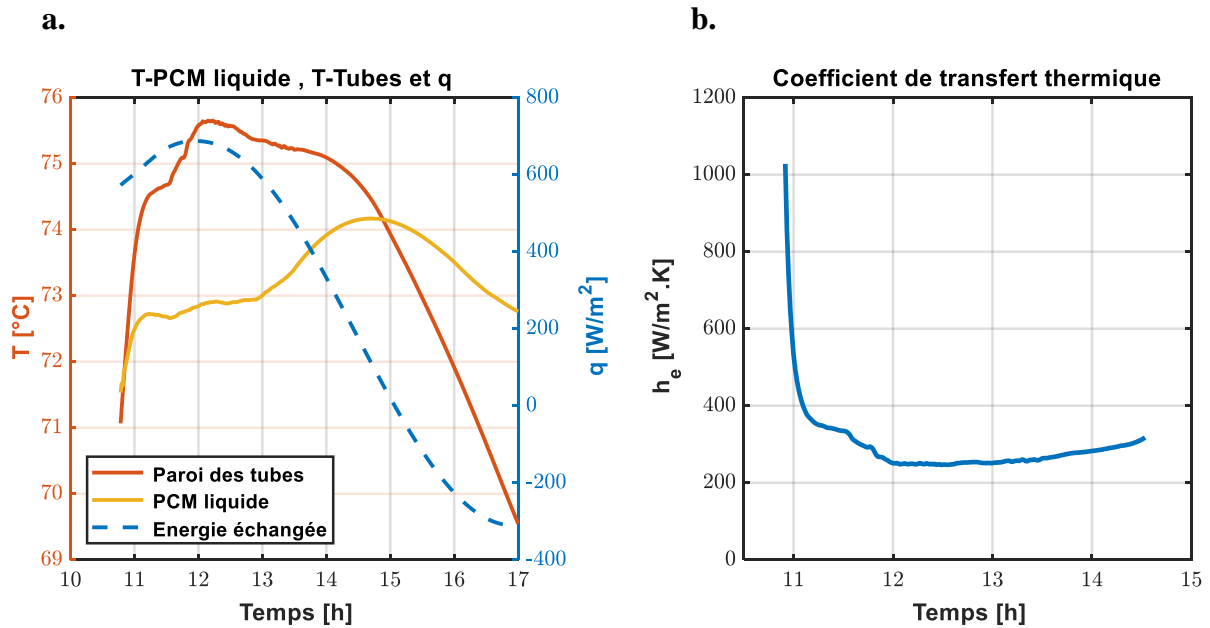 a.
T-PCM liquide , T-Tubes et q
T [°C]
76
75
74
73
72
71
70
69
800
600
400
200
0
-200
-400
q [W/m²]
Paroi des tubes
PCM liquide
Energie échangée
10 11 12 13 14 15 16 17
Temps [h]
b.
Coefficient de transfert thermique
h_e [W/m².K]
1200
1000
800
600
400
200
0
11 12 13 14 15
Temps [h]